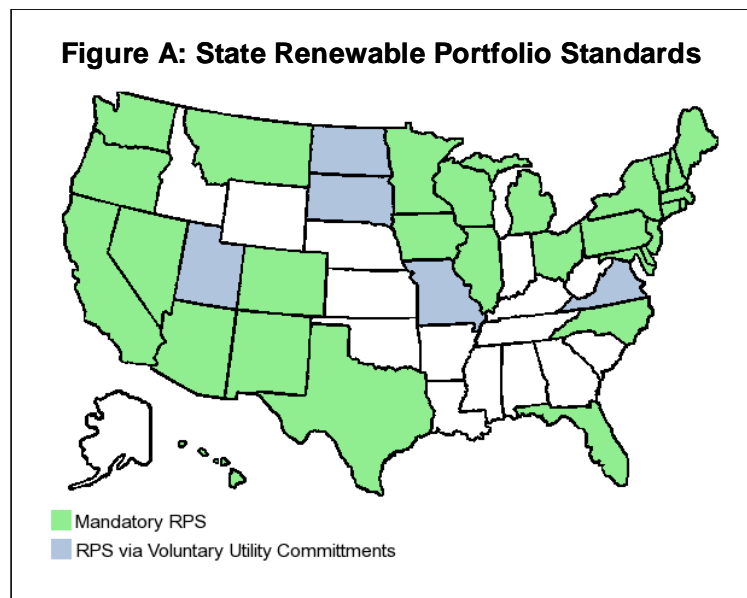 Figure A: State Renewable Portfolio Standards
Mandatory RPS
RPS via Voluntary Utility Committments